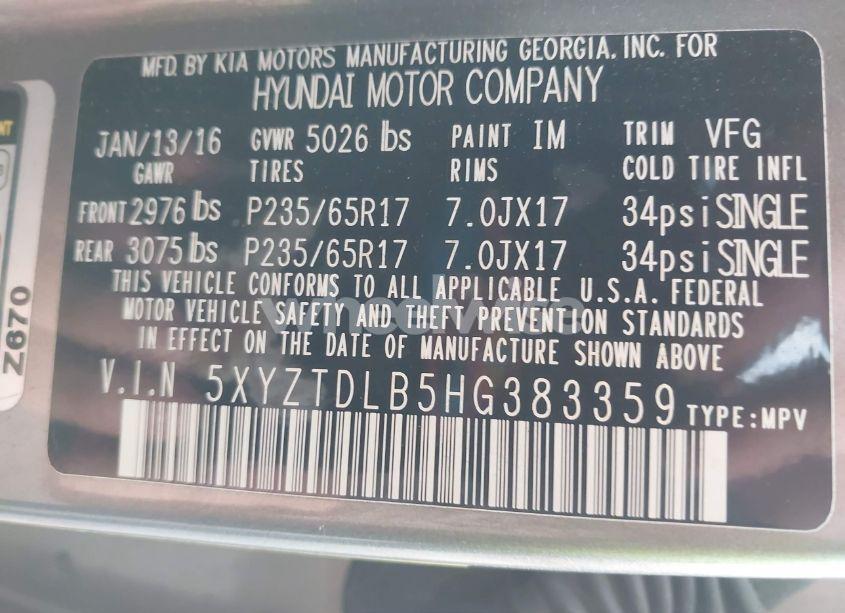 MFD. BY KIA MOTORS MANUFACTURING GEORGIA. INC. FOR
HYUNDAI MOTOR COMPANY
JAN/13/16 GVWR 5026 lbs PAINT IM TRIM VFG
GAWR TIRES RIMS COLD TIRE INFL
FRONT 2976 lbs P235/65R17 7.0JX17 34psi SINGLE
REAR 3075 lbs P235/65R17 7.0JX17 34psi SINGLE
THIS VEHICLE CONFORMS TO ALL APPLICABLE U.S.A. FEDERAL
MOTOR VEHICLE SAFETY AND THEFT PREVENTION STANDARDS
IN EFFECT ON THE DATE OF MANUFACTURE SHOWN ABOVE
V.I.N 5XYZTDLB5HG383359 TYPE:MPV
Z670
NT